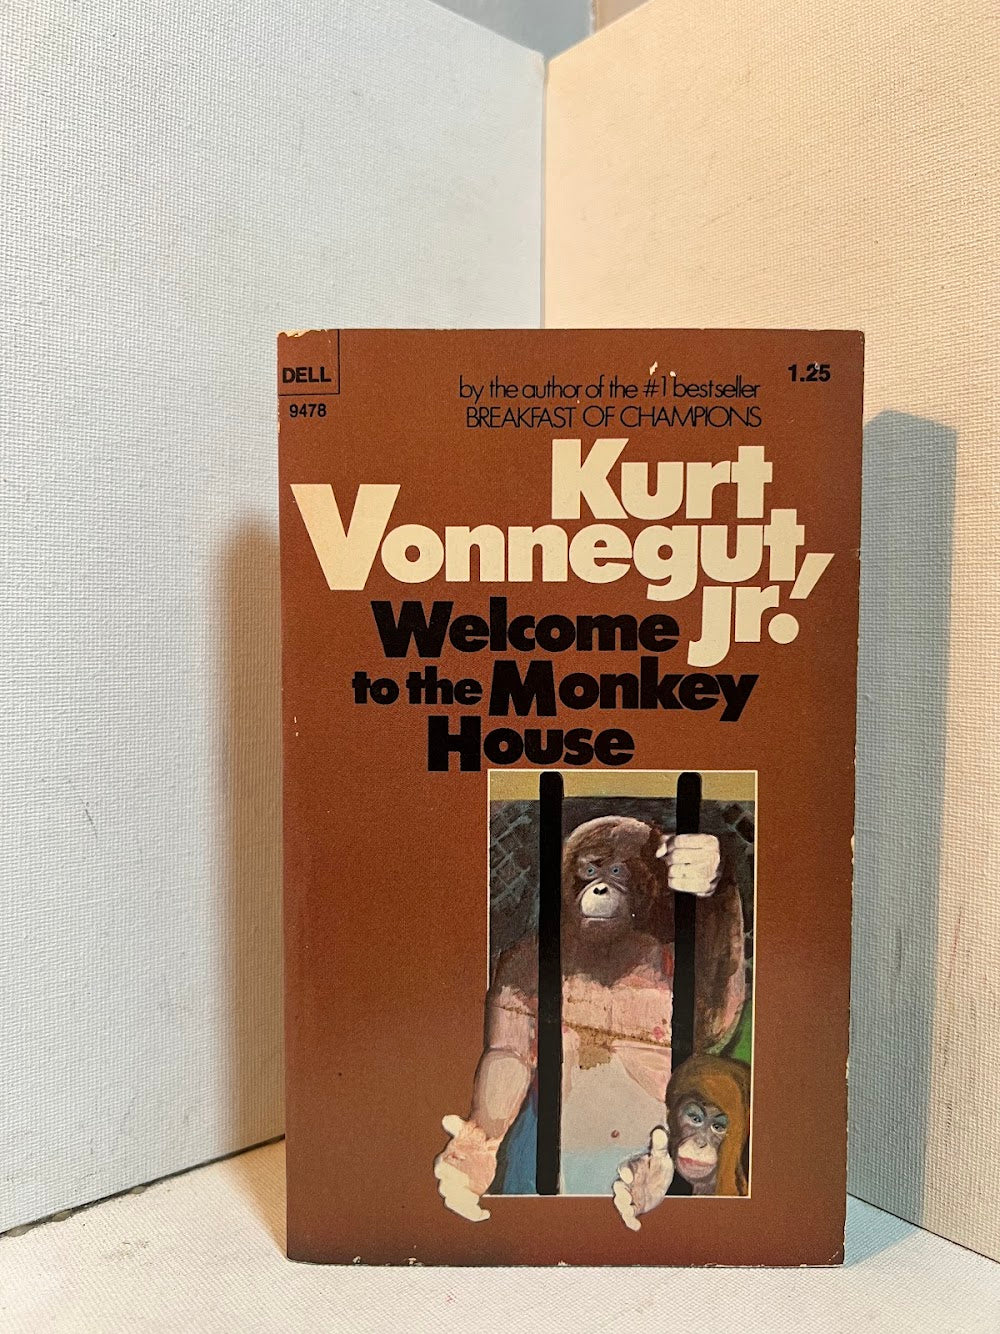 DELL
9478
1.25
by the author of the #1 bestseller
BREAKFAST OF CHAMPIONS
Kurt
Vonnegut,
jr.!
Welcome
to the Monkey
House